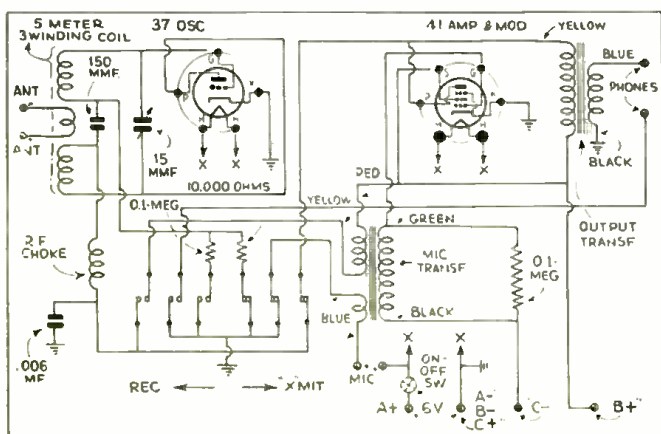 5 METER
3 WINDING COIL
37 OSC
41 AMP & MOD
YELLOW
BLUE
PHONES
BLACK
OUTPUT
TRANSF
150
MMF
ANT
ANT
15
MMF
G
P
K
H
H
X
X
G
G
P
K
H
H
X
X
10,000 OHMS
0.1-MEG
RED
YELLOW
GREEN
MIC
TRANSF
0.1-
MEG
BLACK
BLUE
R F
CHOKE
.006
MF
REC
X'MIT
MIC
X
X
ON-
OFF
SW
A+
6V
A-
B-
C+
C-
B+